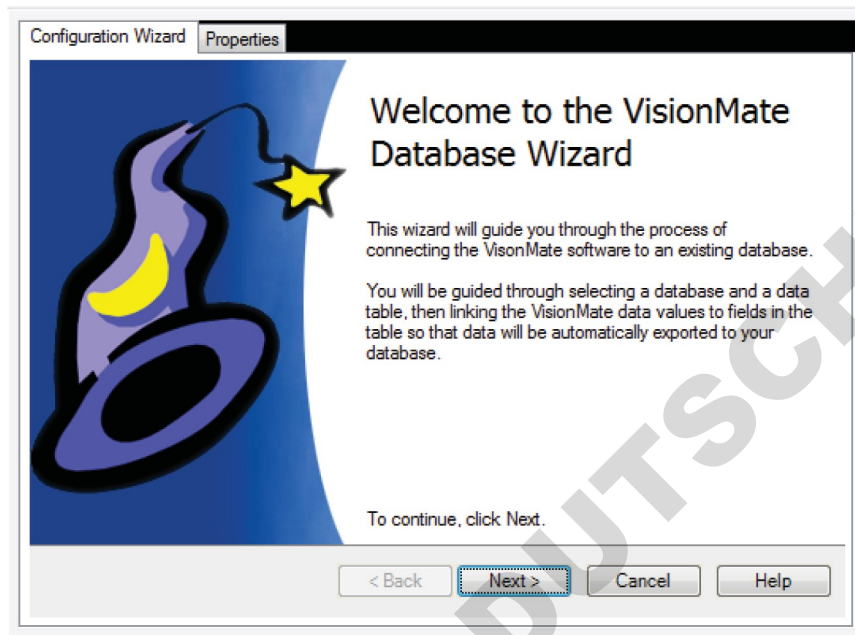 Configuration Wizard Properties
Welcome to the VisionMate
Database Wizard
This wizard will guide you through the process of
connecting the VisonMate software to an existing database.
You will be guided through selecting a database and a data
table, then linking the VisionMate data values to fields in the
table so that data will be automatically exported to your
database.
To continue, click Next.
< Back Next > Cancel Help
DUTSCH